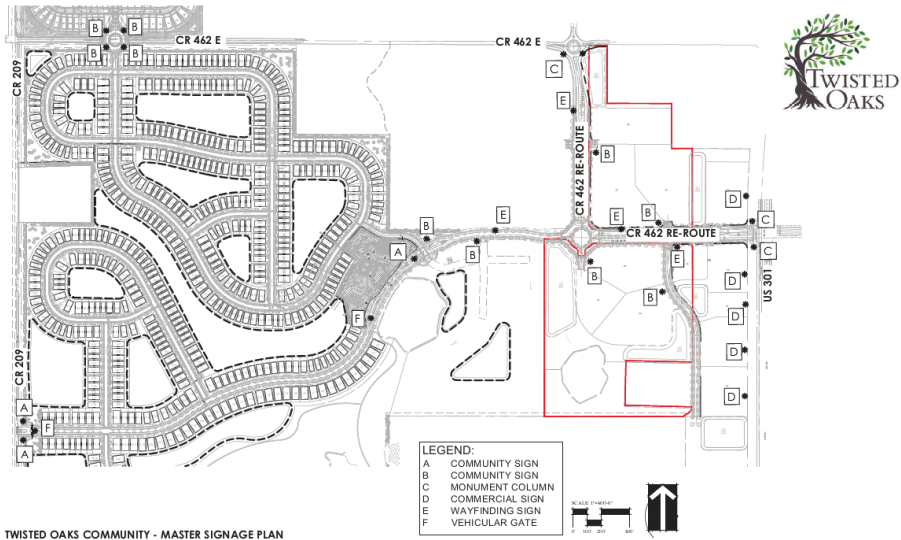 B B
B B
CR 462 E
CR 462 E
TWISTED
OAKS
CR 209
C
E
B
CR 462 RE-ROUTE
D
E
B
E
B
C
B
CR 462 RE-ROUTE
A
B
E
C
B
D
US 301
B
D
F
D
CR 209
D
A
F
A
LEGEND:
A COMMUNITY SIGN
B COMMUNITY SIGN
C MONUMENT COLUMN
D COMMERCIAL SIGN
E WAYFINDING SIGN
F VEHICULAR GATE
TWISTED OAKS COMMUNITY - MASTER SIGNAGE PLAN